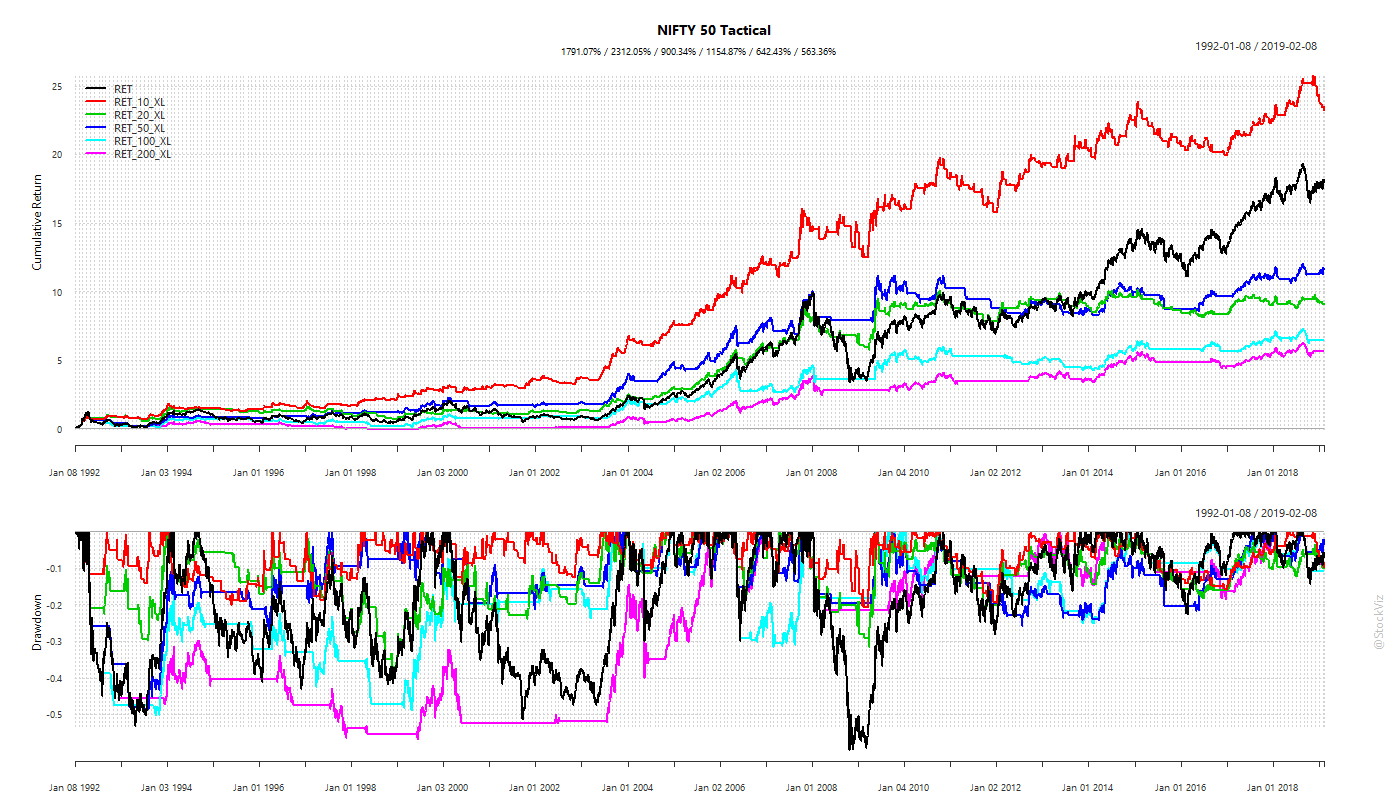 NIFTY 50 Tactical
1791.07% / 2312.05% / 900.34% / 1154.87% / 642.43% / 563.36%
1992-01-08 / 2019-02-08
Cumulative Return
25
20
15
10
5
0
RET
RET_10_XL
RET_20_XL
RET_50_XL
RET_100_XL
RET_200_XL
Jan 08 1992 Jan 03 1994 Jan 01 1996 Jan 01 1998 Jan 03 2000 Jan 01 2002 Jan 01 2004 Jan 02 2006 Jan 01 2008 Jan 04 2010 Jan 02 2012 Jan 01 2014 Jan 01 2016 Jan 01 2018
1992-01-08 / 2019-02-08
Drawdown
-0.1
-0.2
-0.3
-0.4
-0.5
Jan 08 1992 Jan 03 1994 Jan 01 1996 Jan 01 1998 Jan 03 2000 Jan 01 2002 Jan 01 2004 Jan 02 2006 Jan 01 2008 Jan 04 2010 Jan 02 2012 Jan 01 2014 Jan 01 2016 Jan 01 2018
@StockViz